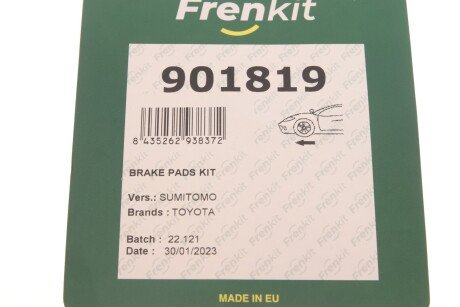 Frenkit
901819
8 435262 938372
BRAKE PADS KIT
Vers.: SUMITOMO
Brands : TOYOTA
Batch : 22.121
Date : 30/01/2023
MADE IN EU